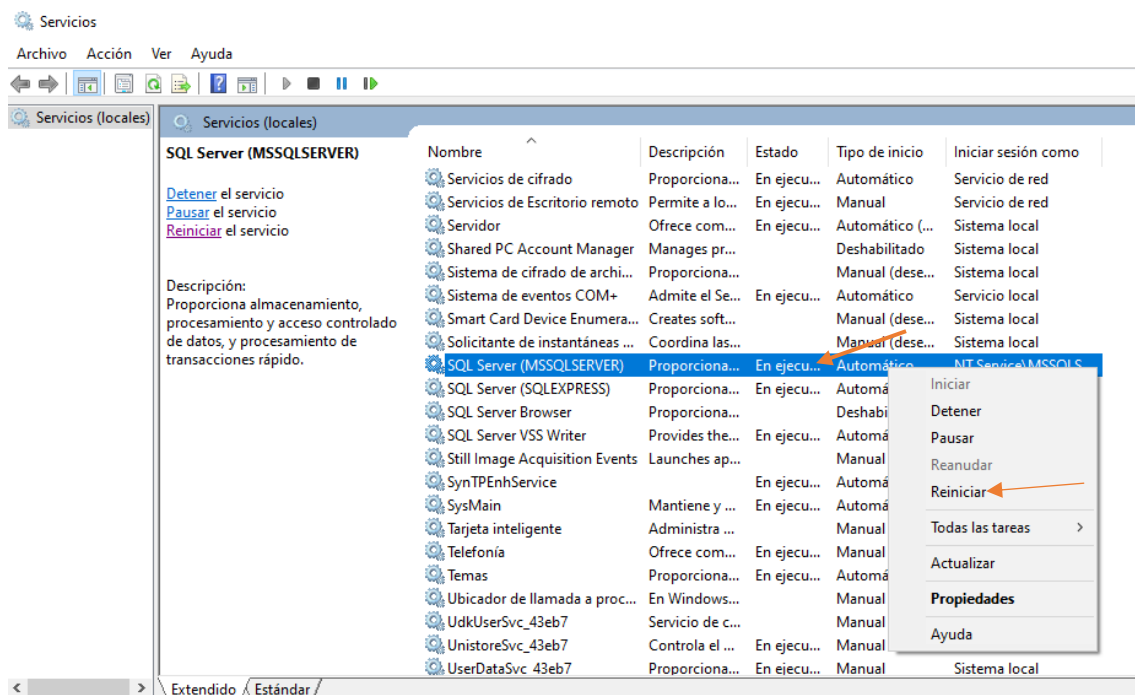 Servicios
Archivo Acción Ver Ayuda
Servicios (locales)
Servicios (locales)
SQL Server (MSSQLSERVER)
Detener el servicio
Pausar el servicio
Reiniciar el servicio
Descripción:
Proporciona almacenamiento,
procesamiento y acceso controlado
de datos, y procesamiento de
transacciones rápido.
Nombre Descripción Estado Tipo de inicio Iniciar sesión como
Servicios de cifrado Proporciona... En ejecu... Automático Servicio de red
Servicios de Escritorio remoto Permite a lo... En ejecu... Manual Servicio de red
Servidor Ofrece com... En ejecu... Automático (... Sistema local
Shared PC Account Manager Manages pr... Deshabilitado Sistema local
Sistema de cifrado de archi... Proporciona... Manual (dese... Sistema local
Sistema de eventos COM+ Admite el Se... En ejecu... Automático Servicio local
Smart Card Device Enumera... Creates soft... Manual (dese... Sistema local
Solicitante de instantáneas ... Coordina las... Manual (dese... Sistema local
SQL Server (MSSQLSERVER) Proporciona... En ejecu... Automático NT Service\MSSQLS
SQL Server (SQLEXPRESS) Proporciona... En ejecu... Automá
SQL Server Browser Proporciona... Deshabi
SQL Server VSS Writer Provides the... En ejecu... Automá
Still Image Acquisition Events Launches ap... Manual
SynTPEnhService En ejecu... Automá
SysMain Mantiene y ... En ejecu... Automá
Tarjeta inteligente Administra ... Manual
Telefonía Ofrece com... En ejecu... Manual
Temas Proporciona... En ejecu... Automá
Ubicador de llamada a proc... En Windows... Manual
UdkUserSvc_43eb7 Servicio de c... Manual
UnistoreSvc_43eb7 Controla el ... En ejecu... Manual
UserDataSvc_43eb7 Proporciona... En ejecu... Manual Sistema local
Iniciar
Detener
Pausar
Reanudar
Reiniciar
Todas las tareas
Actualizar
Propiedades
Ayuda
Extendido Estándar